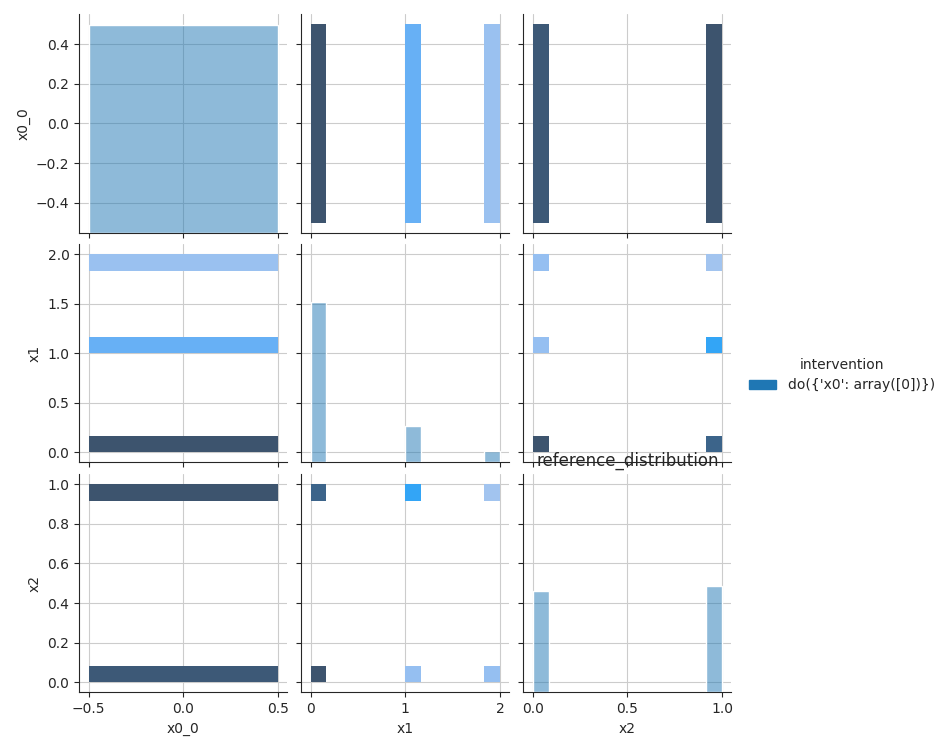 0.4
0.2
0.0
−0.2
−0.4
x0_0
2.0
1.5
1.0
0.5
0.0
x1
intervention
do({'x0': array([0])})
reference_distribution
1.0
0.8
0.6
0.4
0.2
0.0
x2
−0.5 0.0 0.5
x0_0
0 1 2
x1
0.0 0.5 1.0
x2